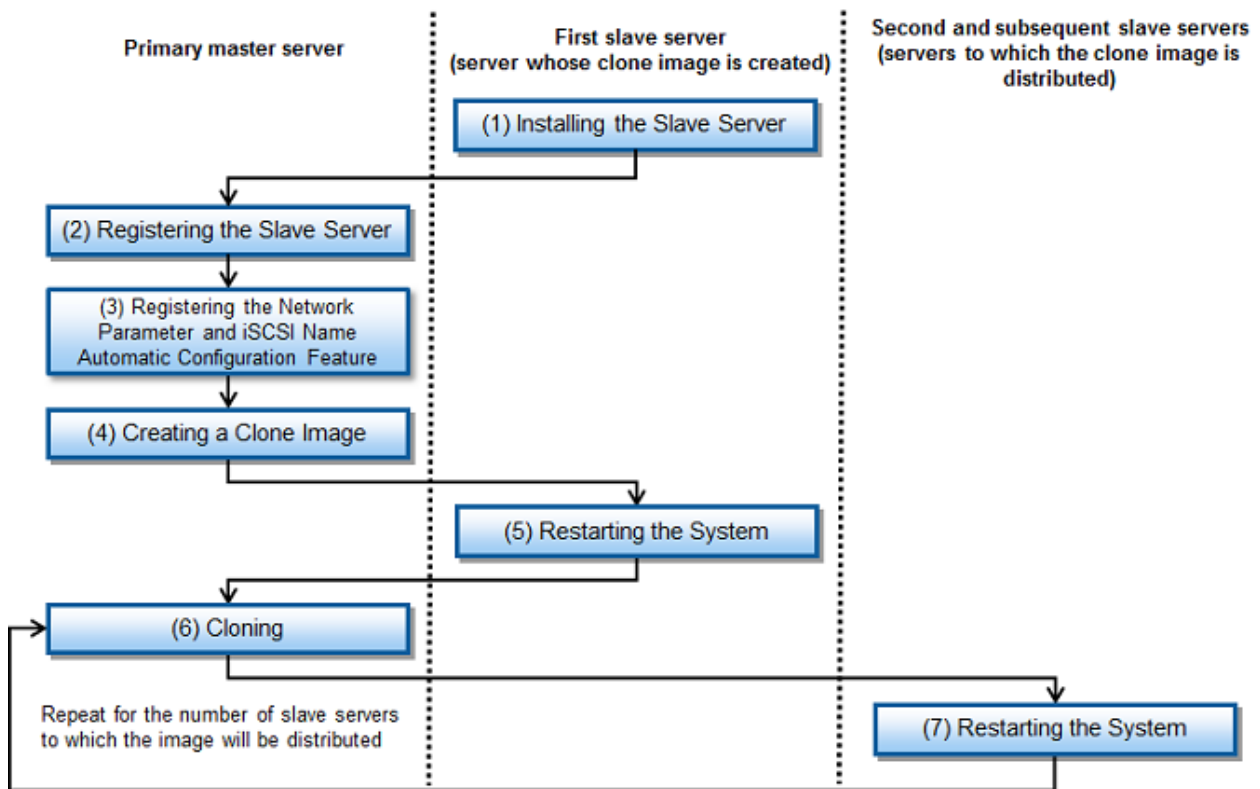 Primary master server
First slave server
(server whose clone image is created)
Second and subsequent slave servers
(servers to which the clone image is
distributed)
(1) Installing the Slave Server
(2) Registering the Slave Server
(3) Registering the Network
Parameter and iSCSI Name
Automatic Configuration Feature
(4) Creating a Clone Image
(5) Restarting the System
(6) Cloning
Repeat for the number of slave servers
to which the image will be distributed
(7) Restarting the System